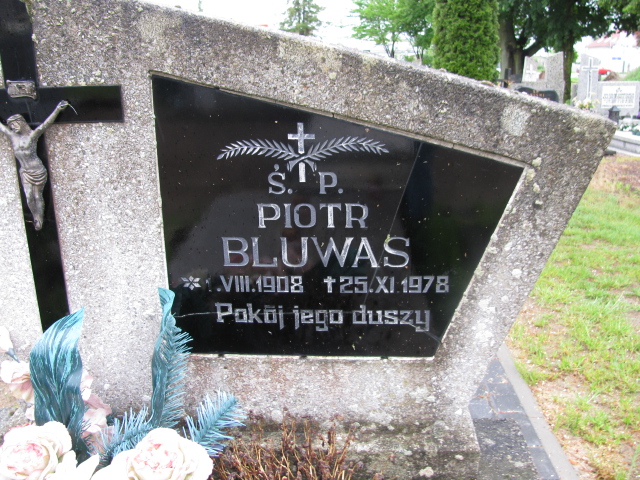 Ś. P.
PIOTR
BLUWAS
* 1.VIII.1908 † 25.XI.1978
Pokój jego duszy